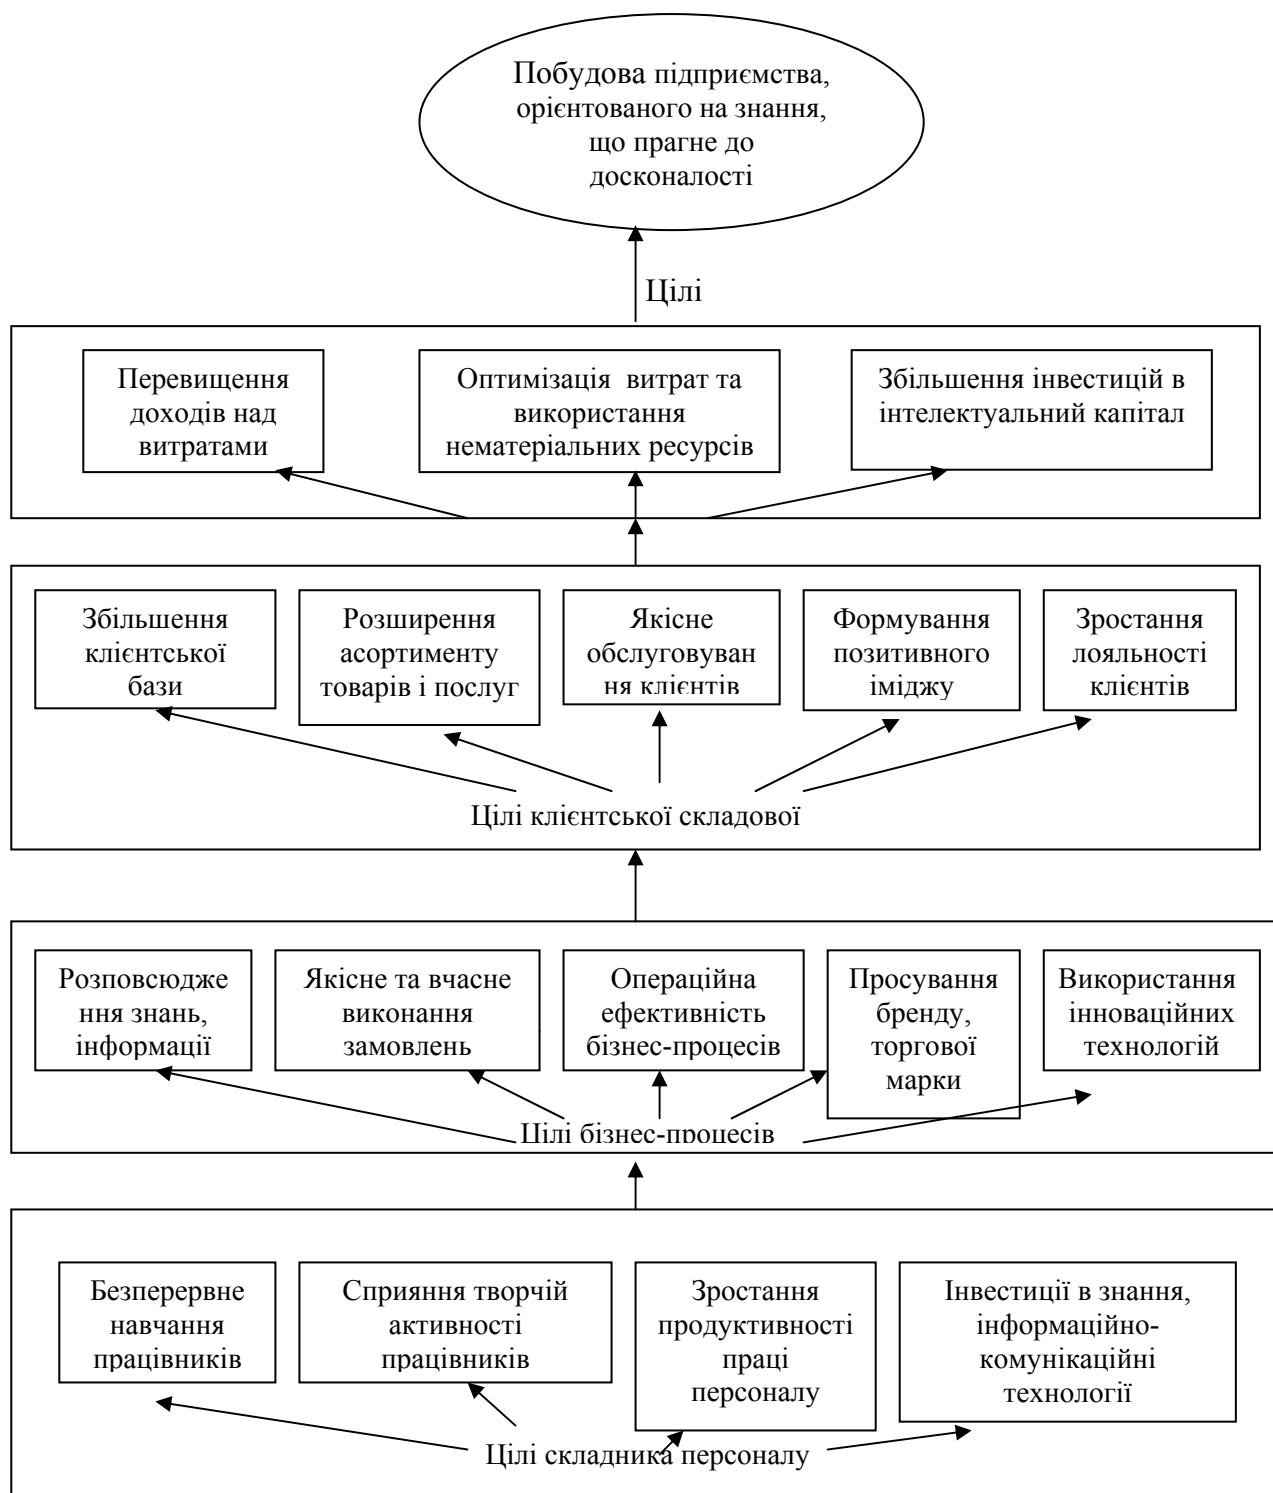 Побудова підприємства,
орієнтованого на знання,
що прагне до
досконалості
Цілі
Перевищення
доходів над
витратами
Оптимізація витрат та
використання
нематеріальних ресурсів
Збільшення інвестицій в
інтелектуальний капітал
Збільшення
клієнтської
бази
Розширення
асортименту
товарів і послуг
Якісне
обслуговуван
ня клієнтів
Формування
позитивного
іміджу
Зростання
лояльності
клієнтів
Цілі клієнтської складової
Розповсюдже
ння знань,
інформації
Якісне та вчасне
виконання
замовлень
Операційна
ефективність
бізнес-процесів
Просування
бренду,
торгової
марки
Використання
інноваційних
технологій
Цілі бізнес-процесів
Безперервне
навчання
працівників
Сприяння творчій
активності
працівників
Зростання
продуктивності
праці
персоналу
Інвестиції в знання,
інформаційно-
комунікаційні
технології
Цілі складника персоналу